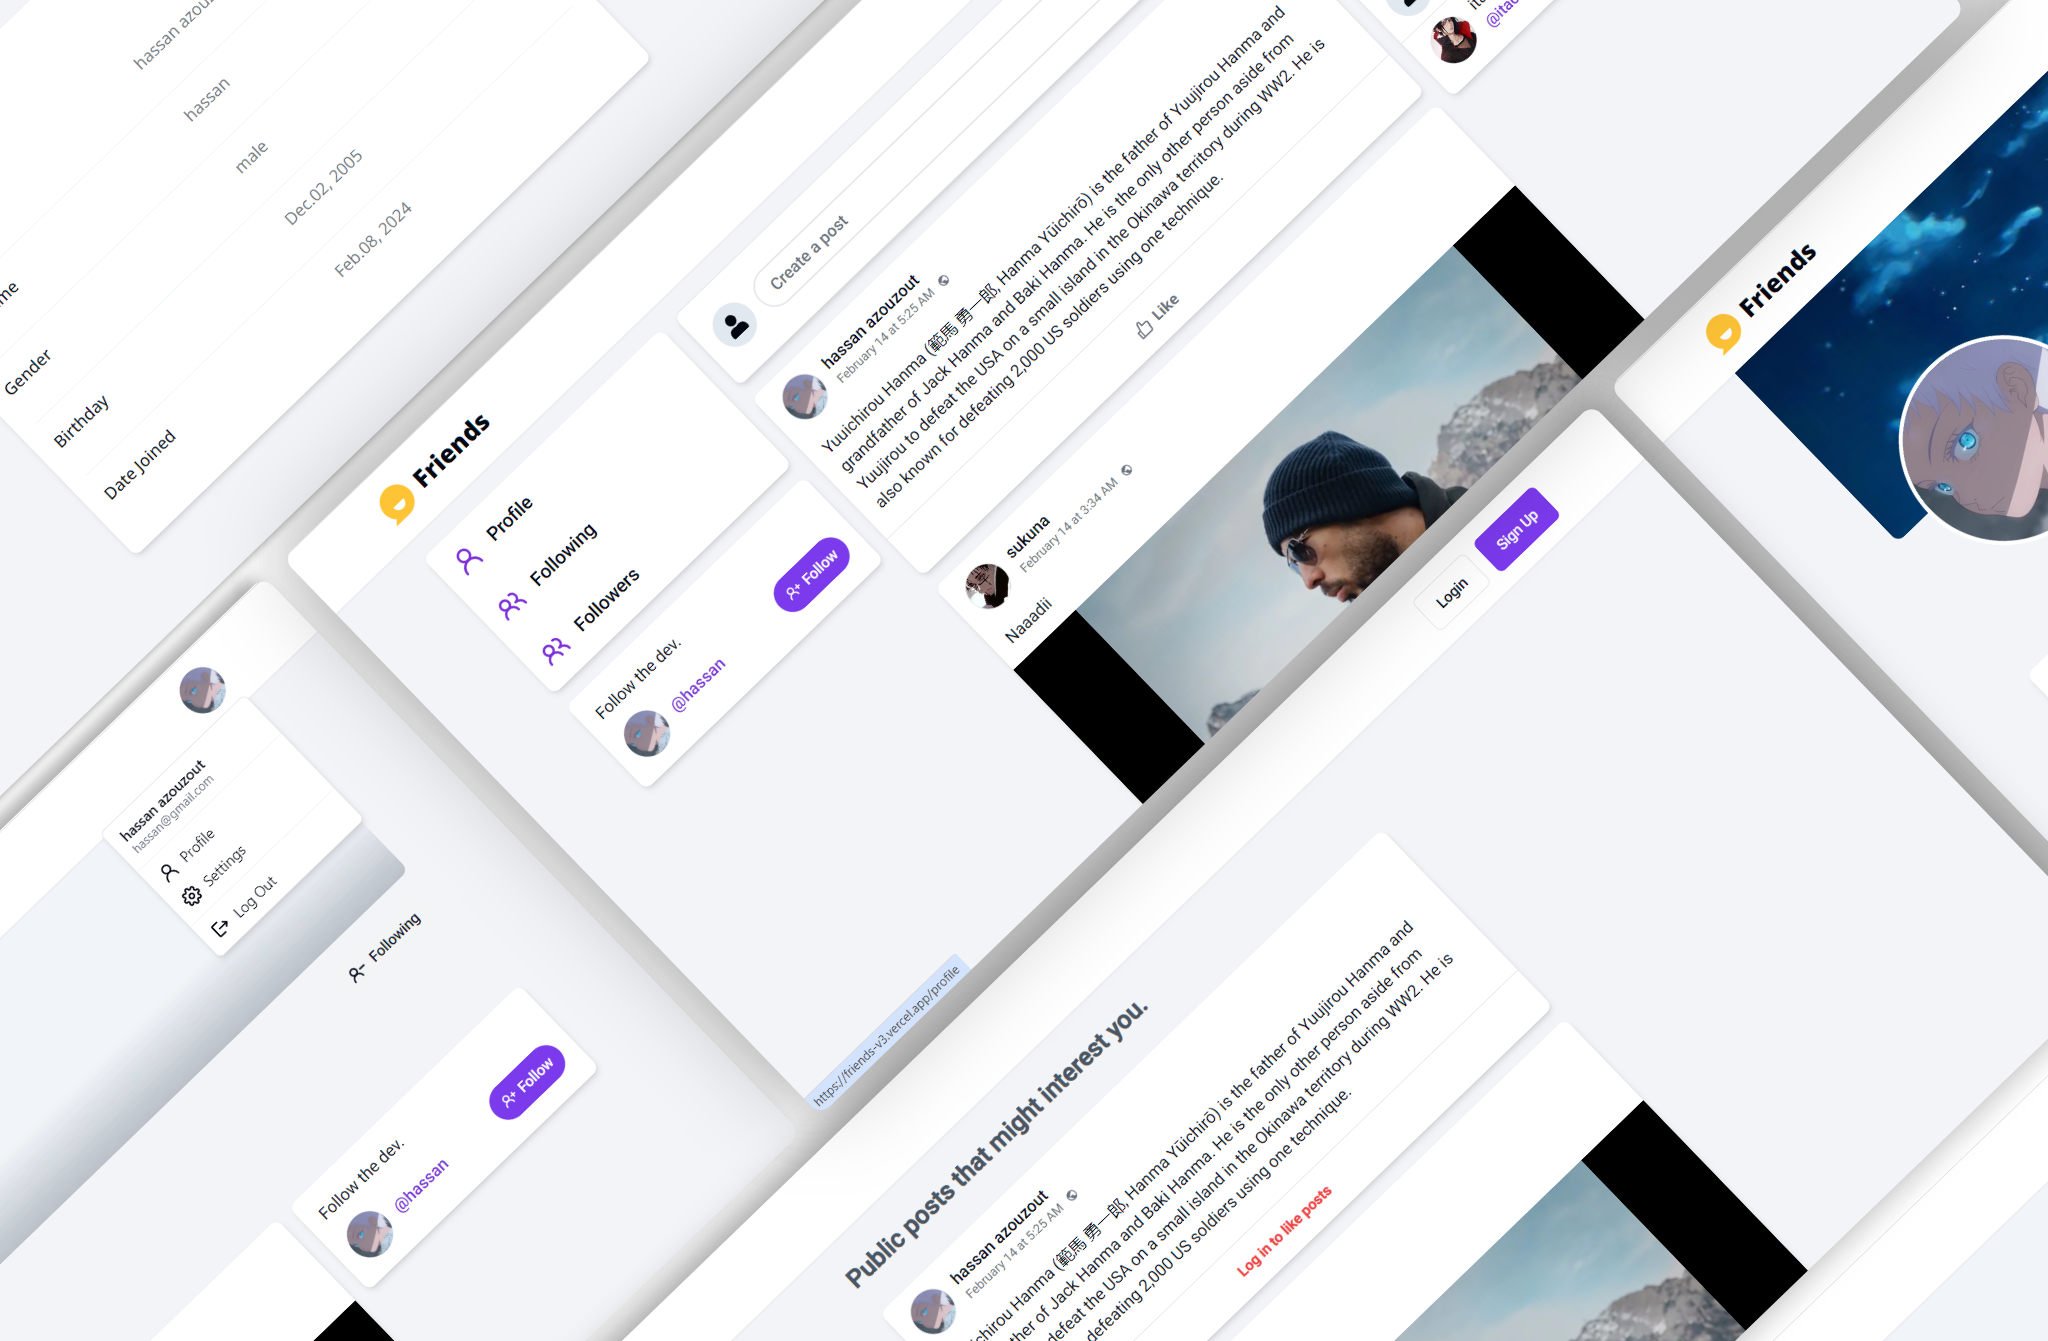 hassan azou
hassan
male
Dec.02, 2005
Feb.08, 2024
me
Gender
Birthday
Date Joined
Friends
Profile
Following
Followers
Follow the dev.
@hassan
Follow
Create a post
hassan azouzout
February 14 at 5:25 AM
Yuuichirou Hanma (範馬 勇一郎, Hanma Yūichirō) is the father of Yuujirou Hanma and
grandfather of Jack Hanma and Baki Hanma. He is the only other person aside from
Yuujirou to defeat the USA on a small island in the Okinawa territory during WW2. He is
also known for defeating 2,000 US soldiers using one technique.
Like
sukuna
February 14 at 3:34 AM
Naaadii
@itac
https://friends-v3.vercel.app/profile
hassan azouzout
hassan@gmail.com
Profile
Settings
Log Out
Following
Follow the dev.
@hassan
Follow
Login
Sign Up
Public posts that might interest you.
hassan azouzout
February 14 at 5:25 AM
ichirou Hanma (範馬 勇一郎, Hanma Yūichirō) is the father of Yuujirou Hanma and
ther of Jack Hanma and Baki Hanma. He is the only other person aside from
defeat the USA on a small island in the Okinawa territory during WW2. He is
defeating 2,000 US soldiers using one technique.
Log in to like posts
Friends